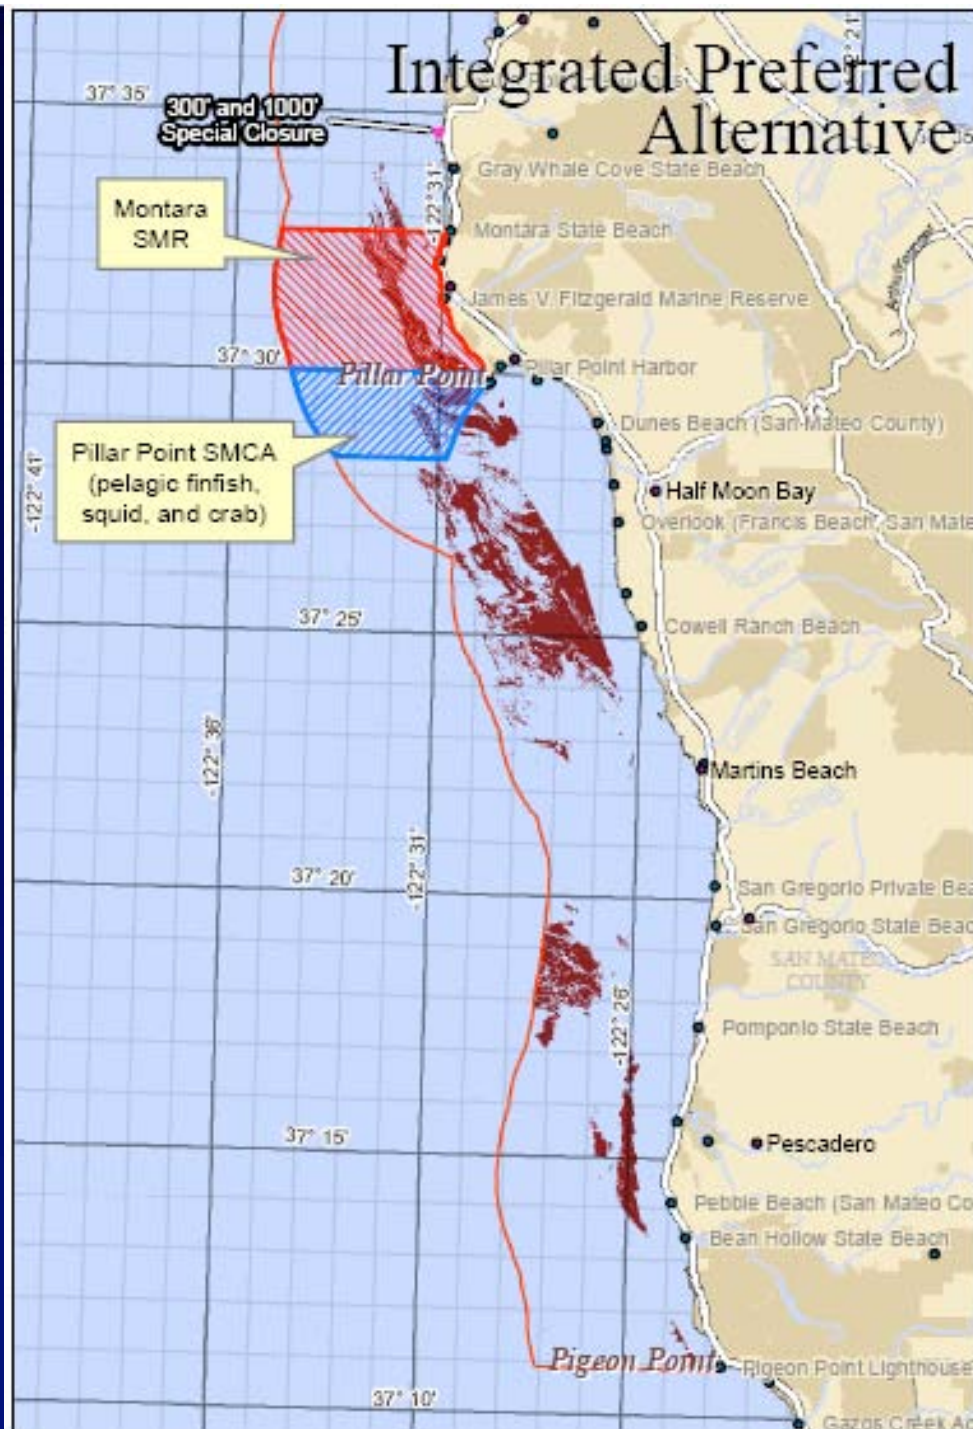 Integrated Preferred
Alternative
37° 35'
300' and 1000'
Special Closure
-122° 31'
Gray Whale Cove State Beach
Montara
SMR
Montara State Beach
James V. Fitzgerald Marine Reserve
37° 30'
Pillar Point
Pillar Point Harbor
Dunes Beach (San Mateo County)
Pillar Point SMCA
(pelagic finfish,
squid, and crab)
-122° 41'
Half Moon Bay
Overlook (Francis Beach, San Mate
37° 25'
Cowell Ranch Beach
-122° 36'
Martins Beach
-122° 31'
37° 20'
San Gregorio Private Bea
San Gregorio State Beac
SAN MATEO
COUNTY
-122° 26'
Pomponio State Beach
37° 15'
Pescadero
Pebble Beach (San Mateo Co
Bean Hollow State Beach
Pigeon Point
Pigeon Point Lighthouse
37° 10'
Gazos Creek Ac